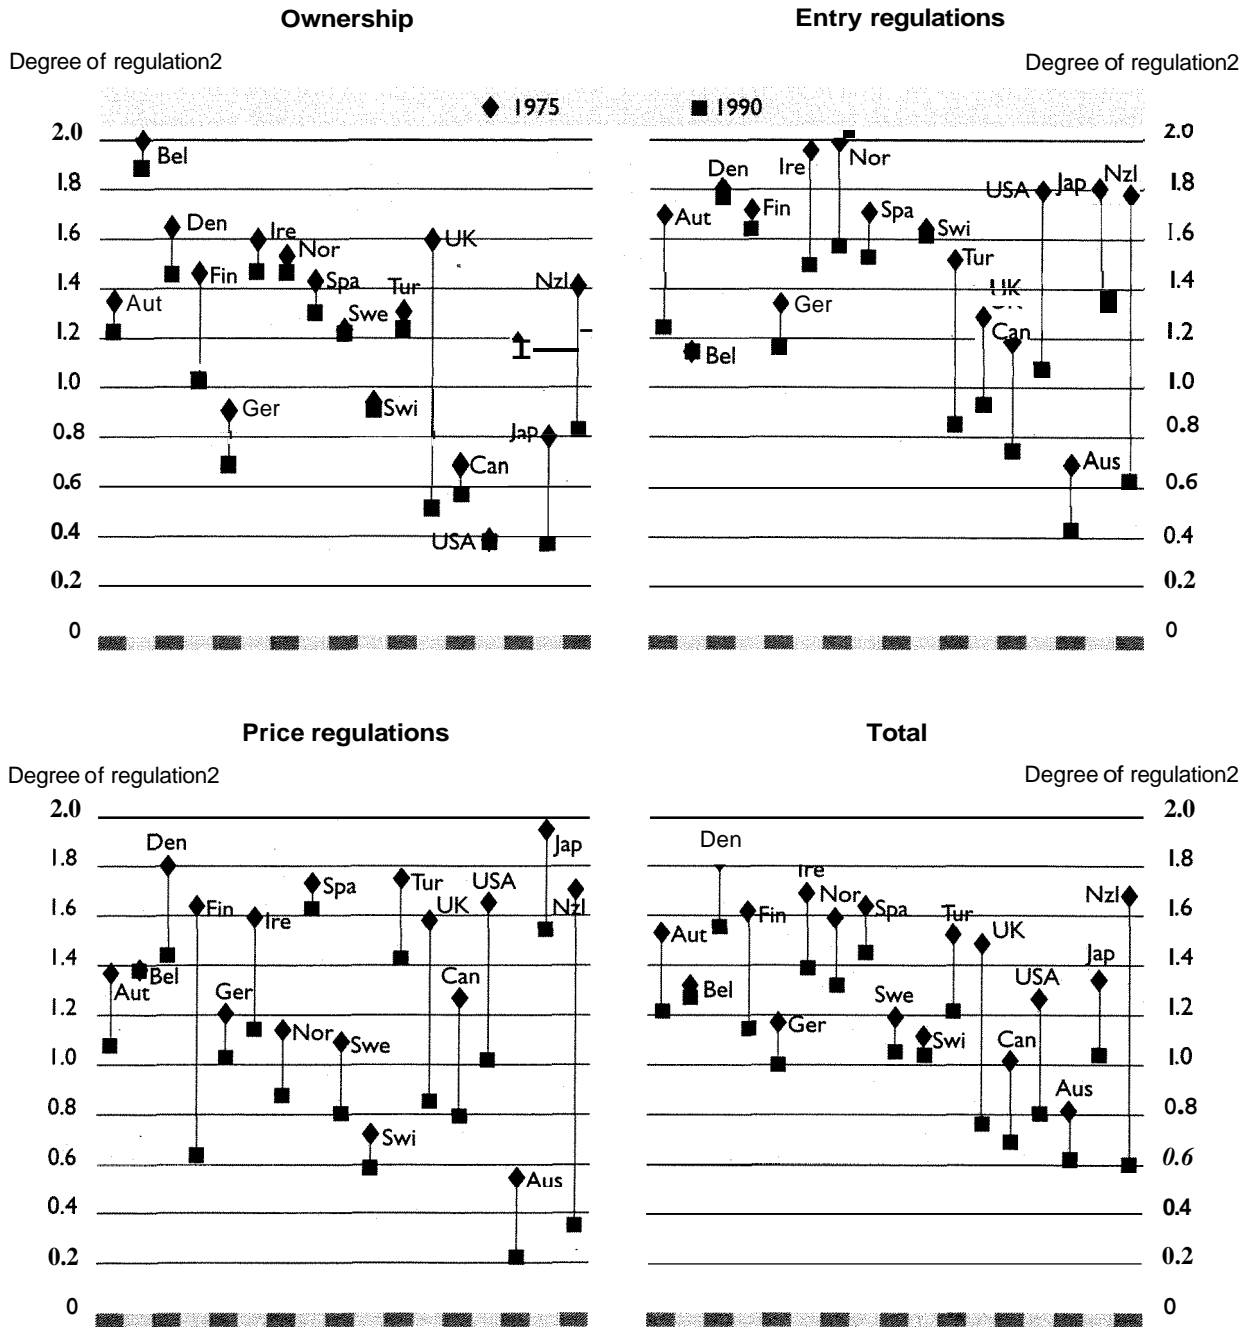 Ownership
Entry regulations
Degree of regulation2
Degree of regulation2
1975
1990
2.0
1.8
1.6
1.4
1.2
1.0
0.8
0.6
0.4
0.2
0
Aut
Bel
Den
Fin
Ger
Ire
Nor
Spa
Swe
Swi
Tur
UK
Can
USA
Jap
Nzl
Aut
Bel
Den
Fin
Ger
Ire
Nor
Spa
Swi
Tur
UK
Can
USA
Aus
Jap
Nzl
2.0
1.8
1.6
1.4
1.2
1.0
0.8
0.6
0.4
0.2
0
Price regulations
Total
Degree of regulation2
Degree of regulation2
2.0
1.8
1.6
1.4
1.2
1.0
0.8
0.6
0.4
0.2
0
Aut
Bel
Den
Fin
Ger
Ire
Nor
Spa
Swe
Swi
Tur
UK
Can
USA
Aus
Jap
Nzl
Aut
Bel
Den
Fin
Ger
Ire
Nor
Spa
Swe
Swi
Tur
UK
Can
USA
Aus
Jap
Nzl
2.0
1.8
1.6
1.4
1.2
1.0
0.8
0.6
0.4
0.2
0